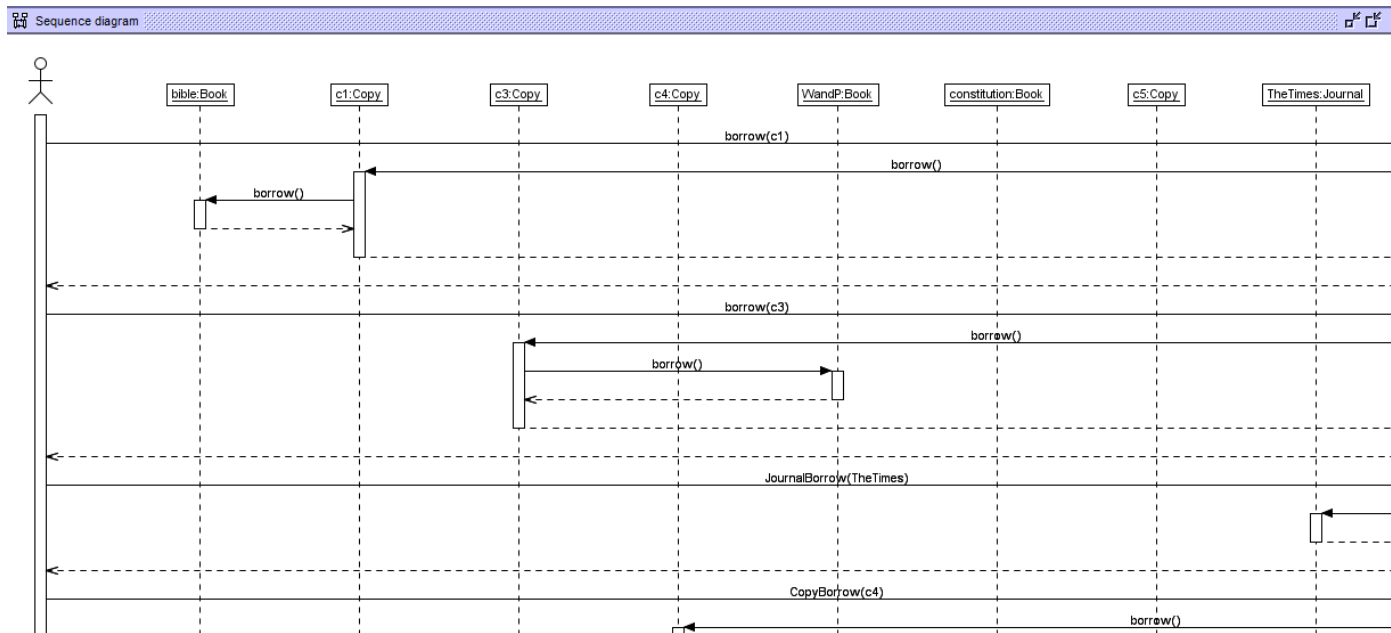 Sequence diagram
bible:Book
c1:Copy
c3:Copy
c4:Copy
WandP:Book
constitution:Book
c5:Copy
TheTimes:Journal
borrow(c1)
borrow()
borrow()
borrow(c3)
borrow()
borrow()
JournalBorrow(TheTimes)
CopyBorrow(c4)
borrow()